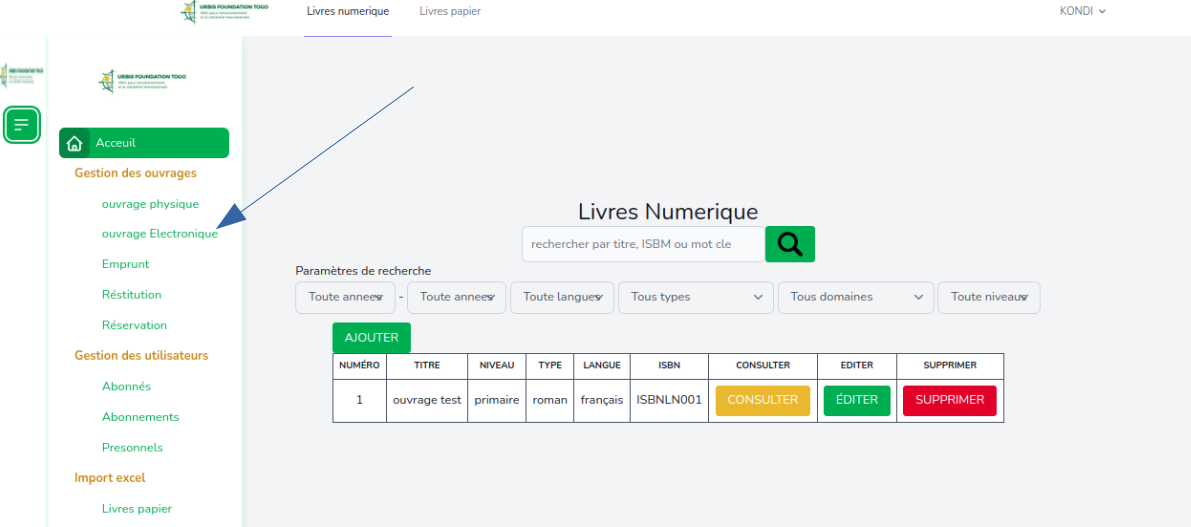 URBIS FOUNDATION TOGO
Livres numerique
Livres papier
KONDI
URBIS FOUNDATION TOGO
Acceuil
Gestion des ouvrages
ouvrage physique
ouvrage Electronique
Emprunt
Réstitution
Réservation
Gestion des utilisateurs
Abonnés
Abonnements
Presonnels
Import excel
Livres papier
Livres Numerique
rechercher par titre, ISBM ou mot cle
Paramètres de recherche
Toute annees - Toute annees Toute langues Tous types Tous domaines Toute niveaus
AJOUTER
NUMÉRO TITRE NIVEAU TYPE LANGUE ISBN CONSULTER EDITER SUPPRIMER
1 ouvrage test primaire roman français ISBNLN001 CONSULTER ÉDITER SUPPRIMER